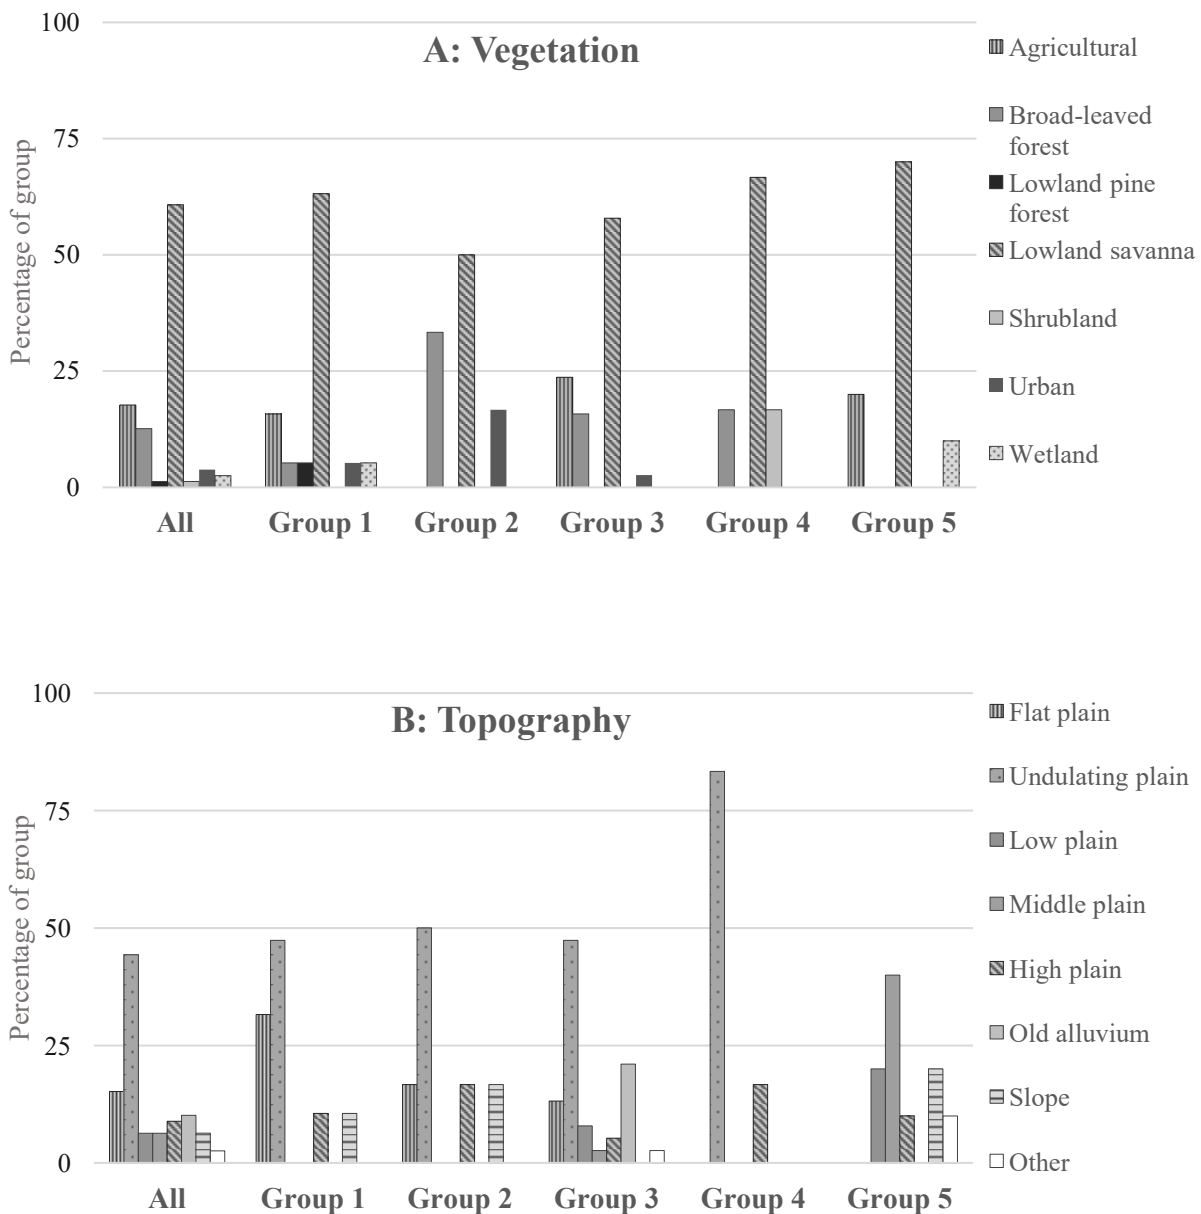 A: Vegetation
Percentage of group
100
75
50
25
0
All Group 1 Group 2 Group 3 Group 4 Group 5
Agricultural
Broad-leaved
forest
Lowland pine
forest
Lowland savanna
Shrubland
Urban
Wetland
B: Topography
Percentage of group
100
75
50
25
0
All Group 1 Group 2 Group 3 Group 4 Group 5
Flat plain
Undulating plain
Low plain
Middle plain
High plain
Old alluvium
Slope
Other